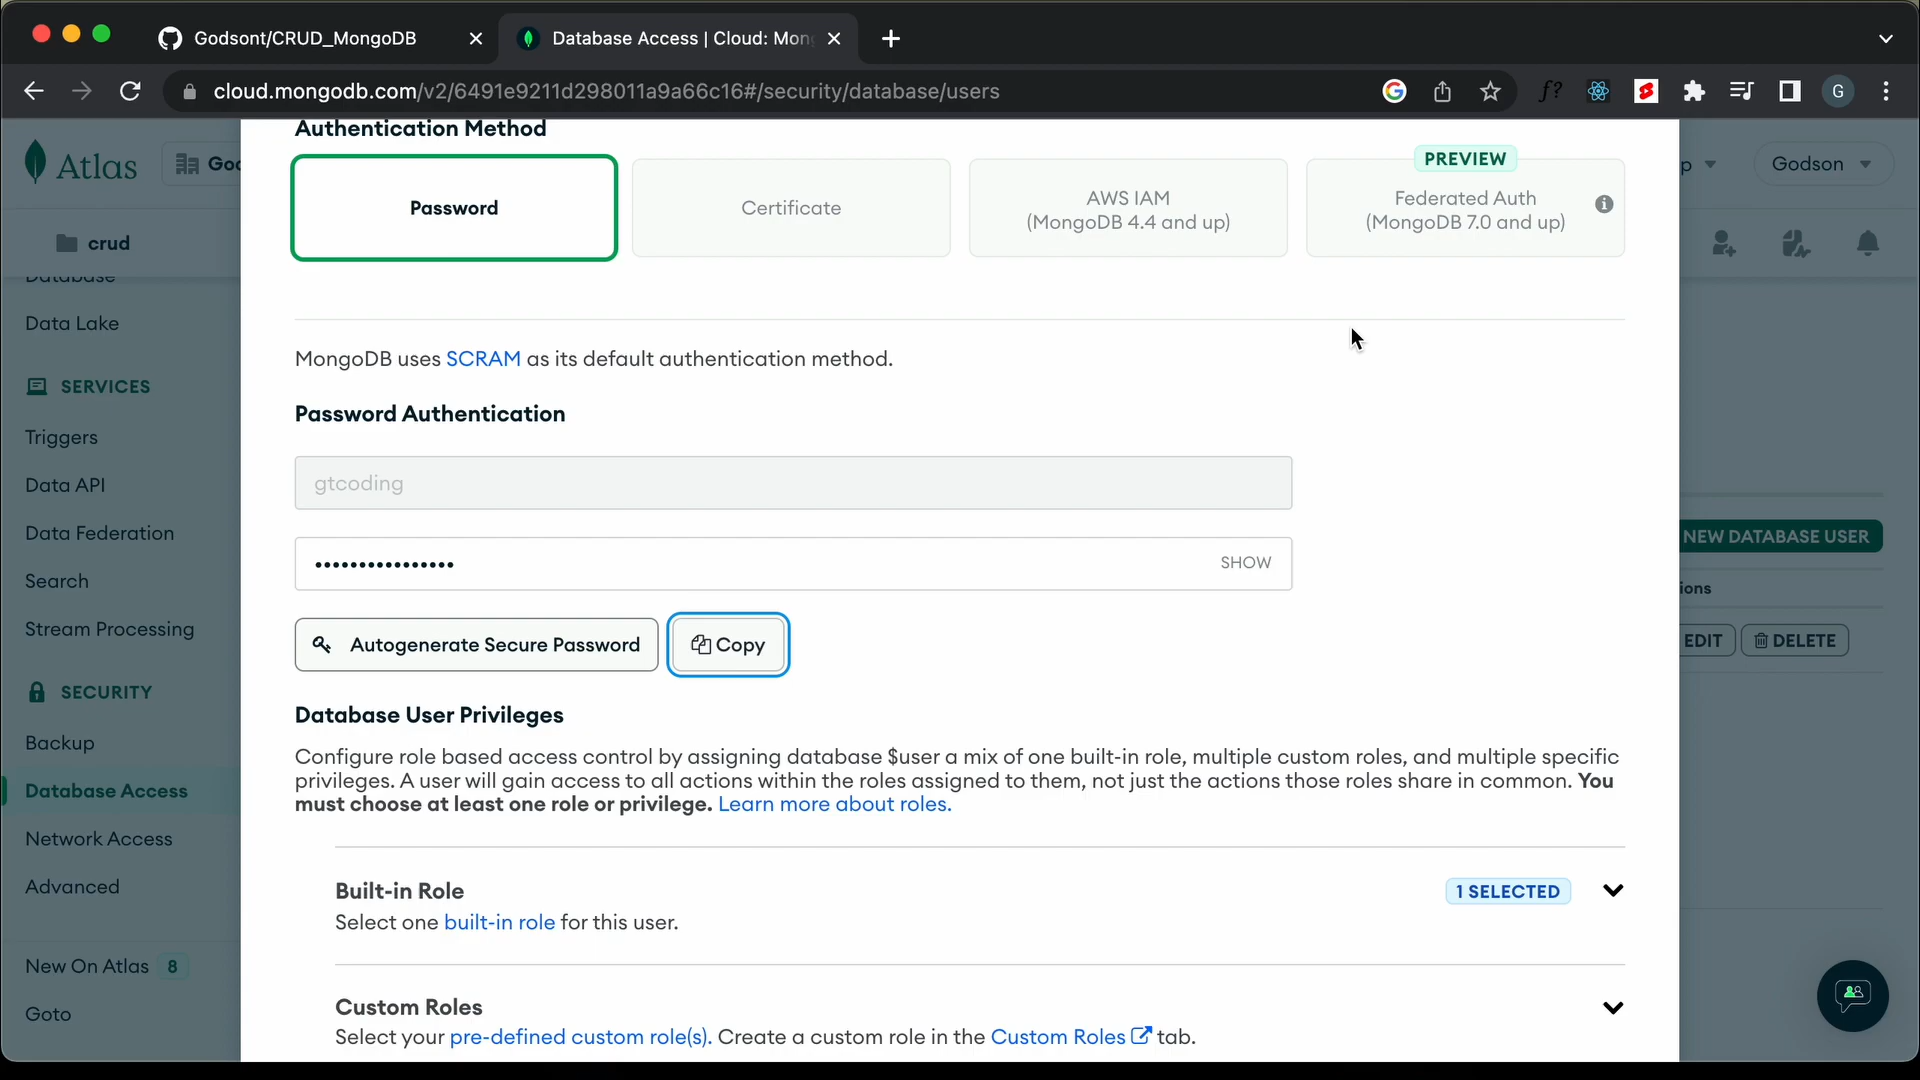 Godsont/CRUD_MongoDB
Database Access | Cloud: Mon
cloud.mongodb.com/v2/6491e9211d298011a9a66c16#/security/database/users
f?
G
Atlas
Goo
p
Godson
crud
Database
Data Lake
SERVICES
Triggers
Data API
Data Federation
Search
Stream Processing
SECURITY
Backup
Database Access
Network Access
Advanced
New On Atlas 8
Goto
Authentication Method
Password
Certificate
AWS IAM
(MongoDB 4.4 and up)
PREVIEW
Federated Auth
(MongoDB 7.0 and up)
MongoDB uses SCRAM as its default authentication method.
Password Authentication
gtcoding
••••••••••••••••
SHOW
Autogenerate Secure Password
Copy
Database User Privileges
Configure role based access control by assigning database $user a mix of one built-in role, multiple custom roles, and multiple specific
privileges. A user will gain access to all actions within the roles assigned to them, not just the actions those roles share in common. You
must choose at least one role or privilege. Learn more about roles.
Built-in Role
1 SELECTED
Select one built-in role for this user.
Custom Roles
Select your pre-defined custom role(s). Create a custom role in the Custom Roles tab.
NEW DATABASE USER
ions
EDIT
DELETE